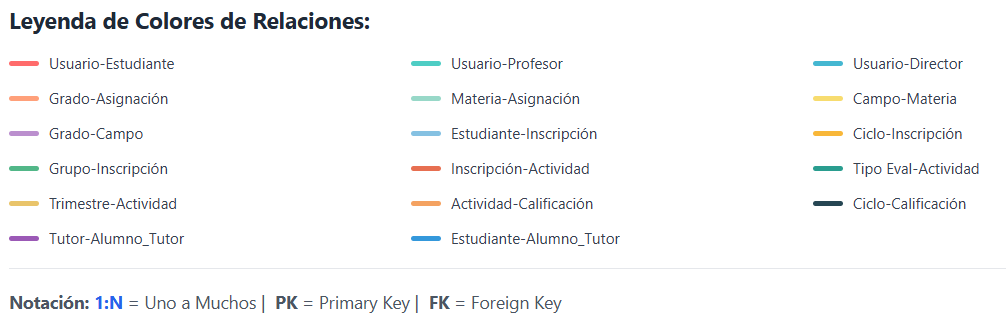 Leyenda de Colores de Relaciones:
Usuario-Estudiante Usuario-Profesor Usuario-Director
Grado-Asignación Materia-Asignación Campo-Materia
Grado-Campo Estudiante-Inscripción Ciclo-Inscripción
Grupo-Inscripción Inscripción-Actividad Tipo Eval-Actividad
Trimestre-Actividad Actividad-Calificación Ciclo-Calificación
Tutor-Alumno_Tutor Estudiante-Alumno_Tutor
Notación: 1:N = Uno a Muchos | PK = Primary Key | FK = Foreign Key